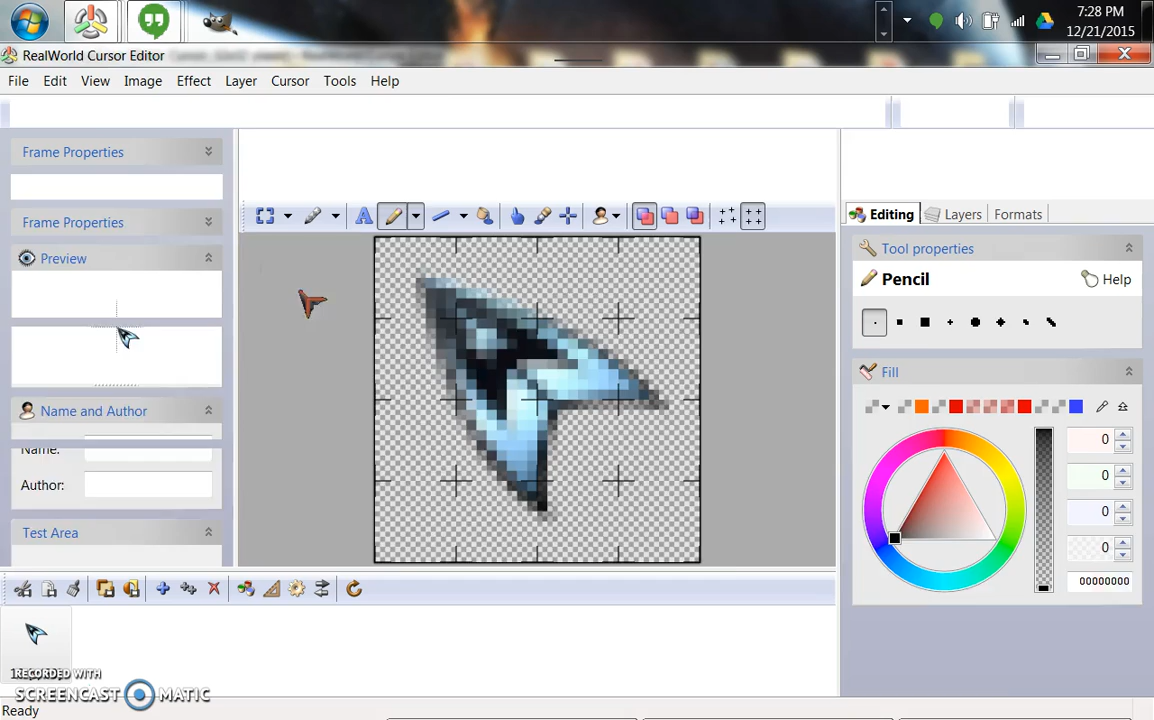 7:28 PM
12/21/2015
RealWorld Cursor Editor
File Edit View Image Effect Layer Cursor Tools Help
Frame Properties
Frame Properties
Preview
Name and Author
Name:
Author:
Test Area
Editing Layers Formats
Tool properties
Pencil Help
Fill
0
0
0
0
00000000
RECORDED WITH
SCREENCAST MATIC
Ready